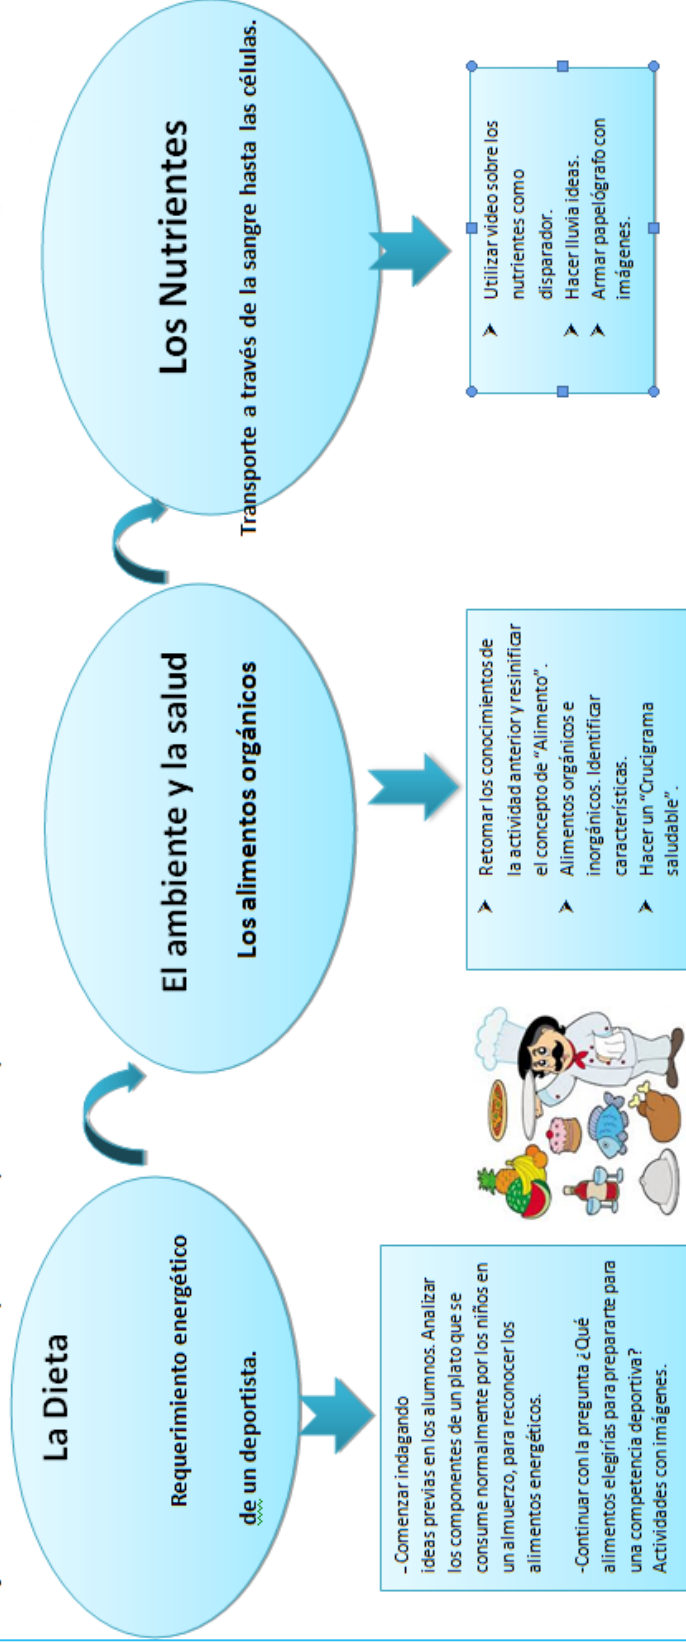 La Dieta
Requerimiento energético
de un deportista.
– Comenzar indagando
ideas previas en los alumnos. Analizar
los componentes de un plato que se
consume normalmente por los niños en
un almuerzo, para reconocer los
alimentos energéticos.
-Continuar con la pregunta ¿Qué
alimentos elegrías para prepararte para
una competencia deportiva?
Actividades con imágenes.
El ambiente y la salud
Los alimentos orgánicos
➤ Retomar los conocimientos de
la actividad anterior y resinificar
el concepto de “Alimento”.
➤ Alimentos orgánicos e
inorgánicos. Identificar
características.
➤ Hacer un “Crucigrama
saludable”.
Los Nutrientes
Transporte a través de la sangre hasta las células.
➤ Utilizar video sobre los
nutrientes como
disparador.
➤ Hacer lluvia ideas.
➤ Armar papelógrafo con
imágenes.